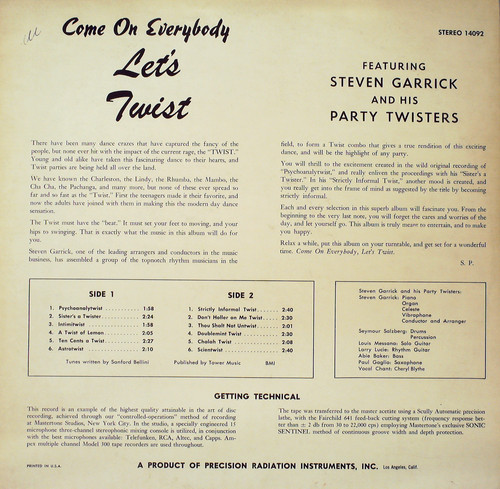 Come On Everybody
Let's
Twist
STEREO 14092
FEATURING
STEVEN GARRICK
AND HIS
PARTY TWISTERS
There have been many dance crazes that have captured the fancy of the
people, but none ever hit with the impact of the current rage, the "TWIST."
Young and old alike have taken this fascinating dance to their hearts, and
Twist parties are being held all over the land.
We have known the Charleston, the Lindy, the Rhumba, the Mambo, the
Cha Cha, the Pachanga, and many more, but none of these ever spread so
far and so fast as the "Twist." First the teenagers made it their favorite, and
now the adults have joined with them in making this the modern day dance
sensation.
The Twist must have the "beat." It must set your feet to moving, and your
hips to swinging. That is exactly what the music in this album will do for
you.
Steven Garrick, one of the leading arrangers and conductors in the music
business, has assembled a group of the topnotch rhythm musicians in the
field, to form a Twist combo that gives a true rendition of this exciting
dance, and will be the highlight of any party.
You will thrill to the excitement created in the wild original recording of
"Psychoanalytwist," and really enliven the proceedings with his "Sister's a
Twister." In his "Strictly Informal Twist," another mood is created, and
you really get into the frame of mind as suggested by the title by becoming
strictly informal.
Each and every selection in this superb album will fascinate you. From the
beginning to the very last note, you will forget the cares and worries of the
day, and let yourself go. This album is truly meant to entertain, and to make
you happy.
Relax a while, put this album on your turntable, and get set for a wonderful
time. Come On Everybody, Let's Twist.
S. P.
SIDE 1
1. Psychoanalytwist 1:58
2. Sister's a Twister 2:24
3. Intimitwist 1:58
4. A Twist of Lemon 2:05
5. Ten Cents a Twist 2:27
6. Astrotwist 2:10
SIDE 2
1. Strictly Informal Twist 2:40
2. Don't Holler on Me Twist 2:30
3. Thou Shalt Not Untwist 2:01
4. Doublemint Twist 2:30
5. Chalah Twist 2:08
6. Scientwist 2:40
Tunes written by Sanford Bellini
Published by Tower Music BMI
Steven Garrick and his Party Twisters:
Steven Garrick: Piano
Organ
Celeste
Vibraphone
Conductor and Arranger
Seymour Salzberg: Drums
Percussion
Louis Messano: Solo Guitar
Larry Lucie: Rhythm Guitar
Abie Baker: Bass
Paul Gaglio: Saxophone
Vocal Chant: Cheryl Blythe
GETTING TECHNICAL
This record is an example of the highest quality attainable in the art of disc
recording, achieved through our "controlled-operations" method of recording
at Mastertone Studios, New York City. In the studio, a specially engineered 15
microphone three-channel stereophonic mixing console is utilized, in conjunction
with the best microphones available: Telefunken, RCA, Altec, and Capps. Am-
pex multiple channel Model 300 tape recorders are used throughout.
The tape was transferred to the master acetate using a Scully Automatic precision
lathe, with the Fairchild 641 feed-back cutting system (frequency response bet-
ter than ± 2 db from 30 to 22,000 cps) employing Mastertone's exclusive SONIC
SENTINEL method of continuous groove width and depth protection.
PRINTED IN U.S.A.
A PRODUCT OF PRECISION RADIATION INSTRUMENTS, INC. Los Angeles, Calif.